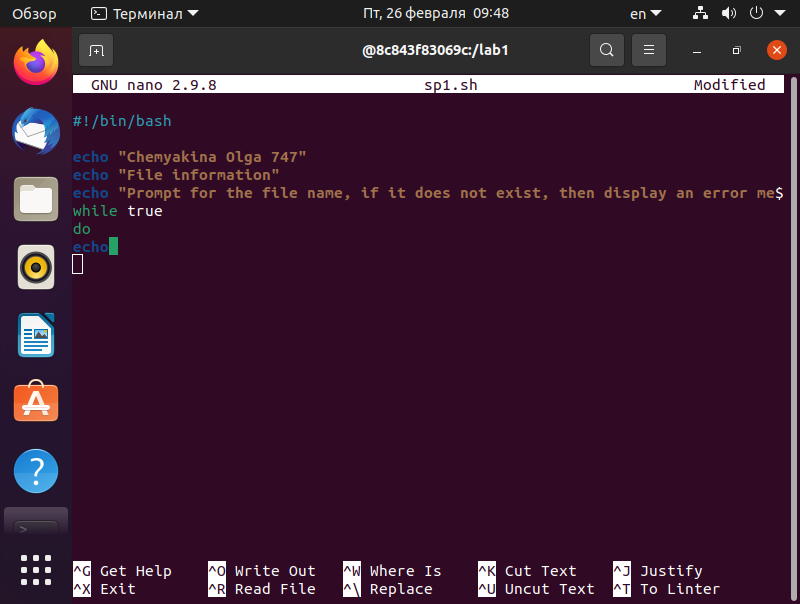 Обзор Терминал Пт, 26 февраля 09:48 en
@8c843f83069c:/lab1
GNU nano 2.9.8 sp1.sh Modified
#!/bin/bash
echo "Chemyakina Olga 747"
echo "File information"
echo "Prompt for the file name, if it does not exist, then display an error me$
while true
do
echo
^G Get Help ^O Write Out ^W Where Is ^K Cut Text ^J Justify
^X Exit ^R Read File ^\ Replace ^U Uncut Text ^T To Linter